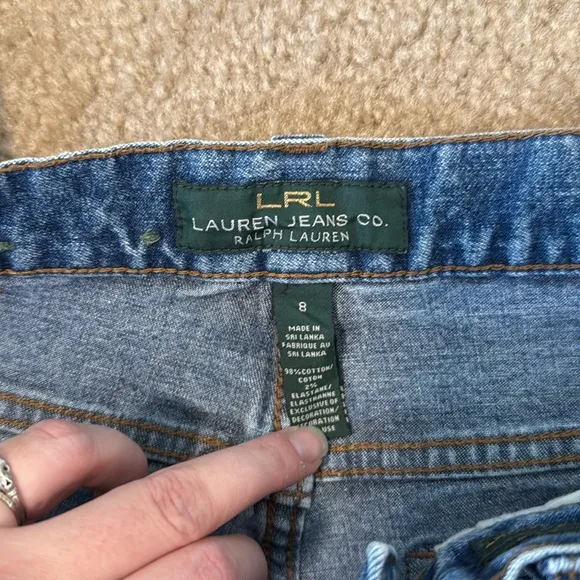 LRL
LAUREN JEANS CO.
RALPH LAUREN
8
MADE IN
SRI LANKA
FABRIQUE AU
SRI LANKA
98% COTTON/
COTON
2%
ELASTANE/
ELASTHANNE
EXCLUSIVE OF
DECORATION/
DECORATION
USE